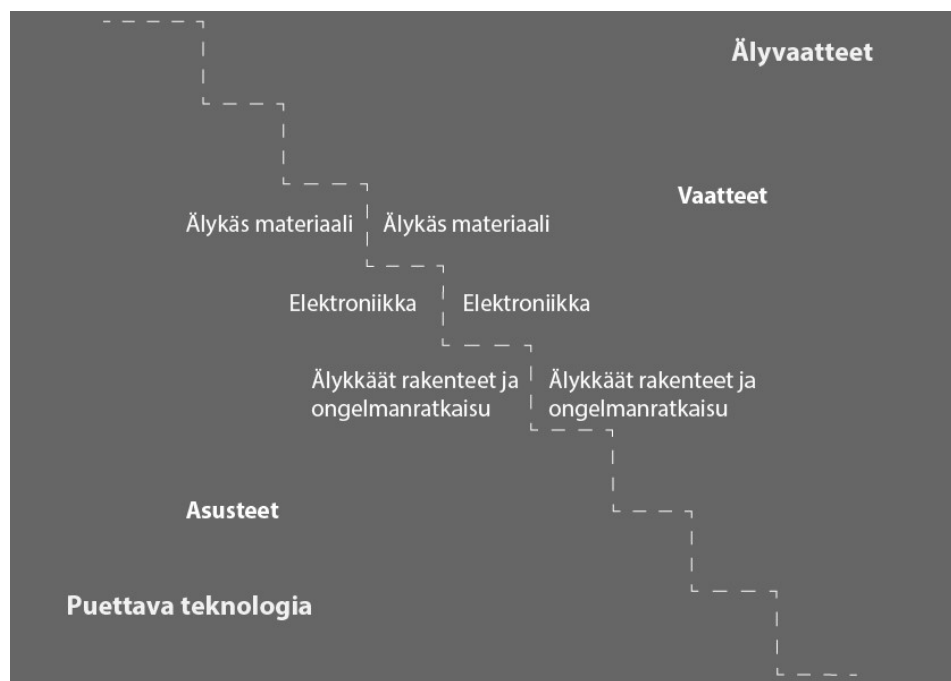 Älyvaatteet
Vaatteet
Älykäs materiaali
Älykäs materiaali
Elektroniikka
Elektroniikka
Älykkäät rakenteet ja
ongelmanratkaisu
Älykkäät rakenteet ja
ongelmanratkaisu
Asusteet
Puettava teknologia